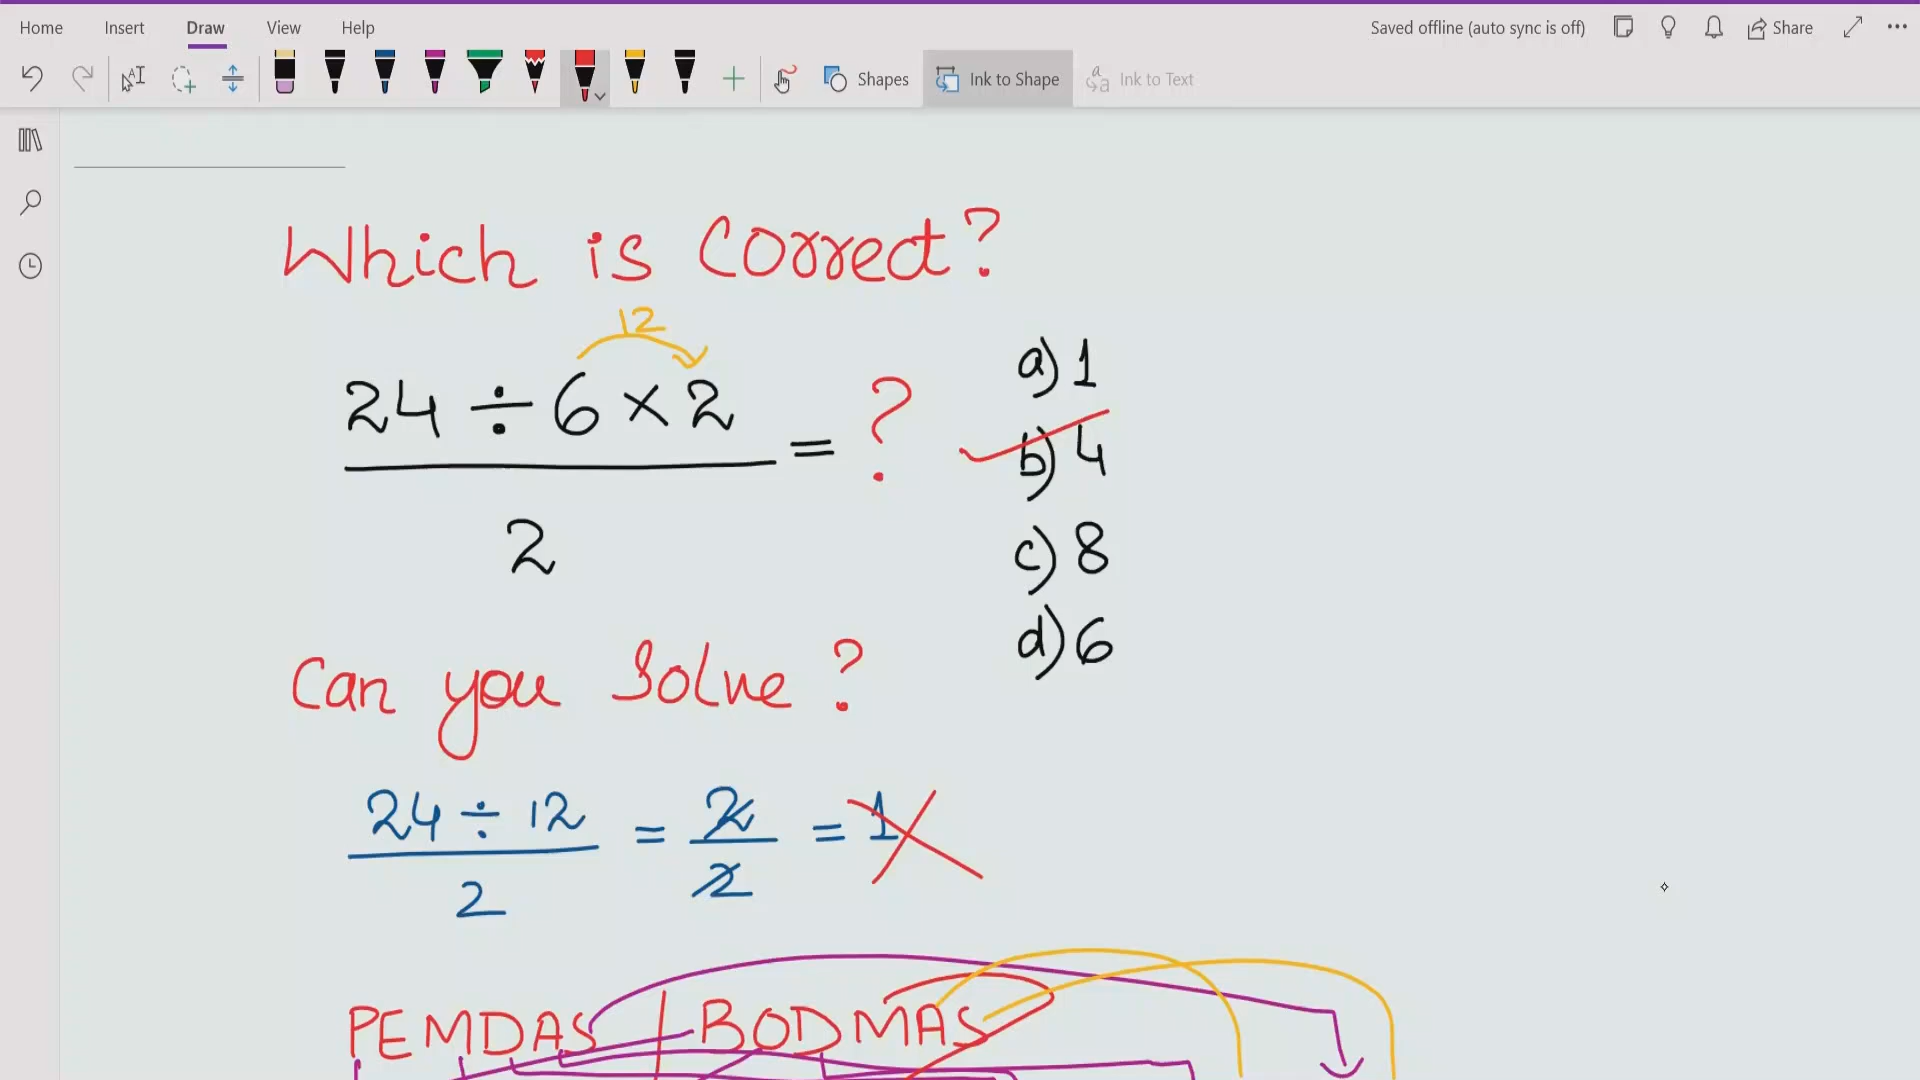 Home Insert Draw View Help Saved offline (auto sync is off) Share
Shapes Ink to Shape Ink to Text
Which is Correct?
12
24 ÷ 6 × 2
= ?
2
a) 1
b) 4
c) 8
d) 6
Can you Solve?
24 ÷ 12 = 2 = 1
2 2
PEMDAS | BODMAS